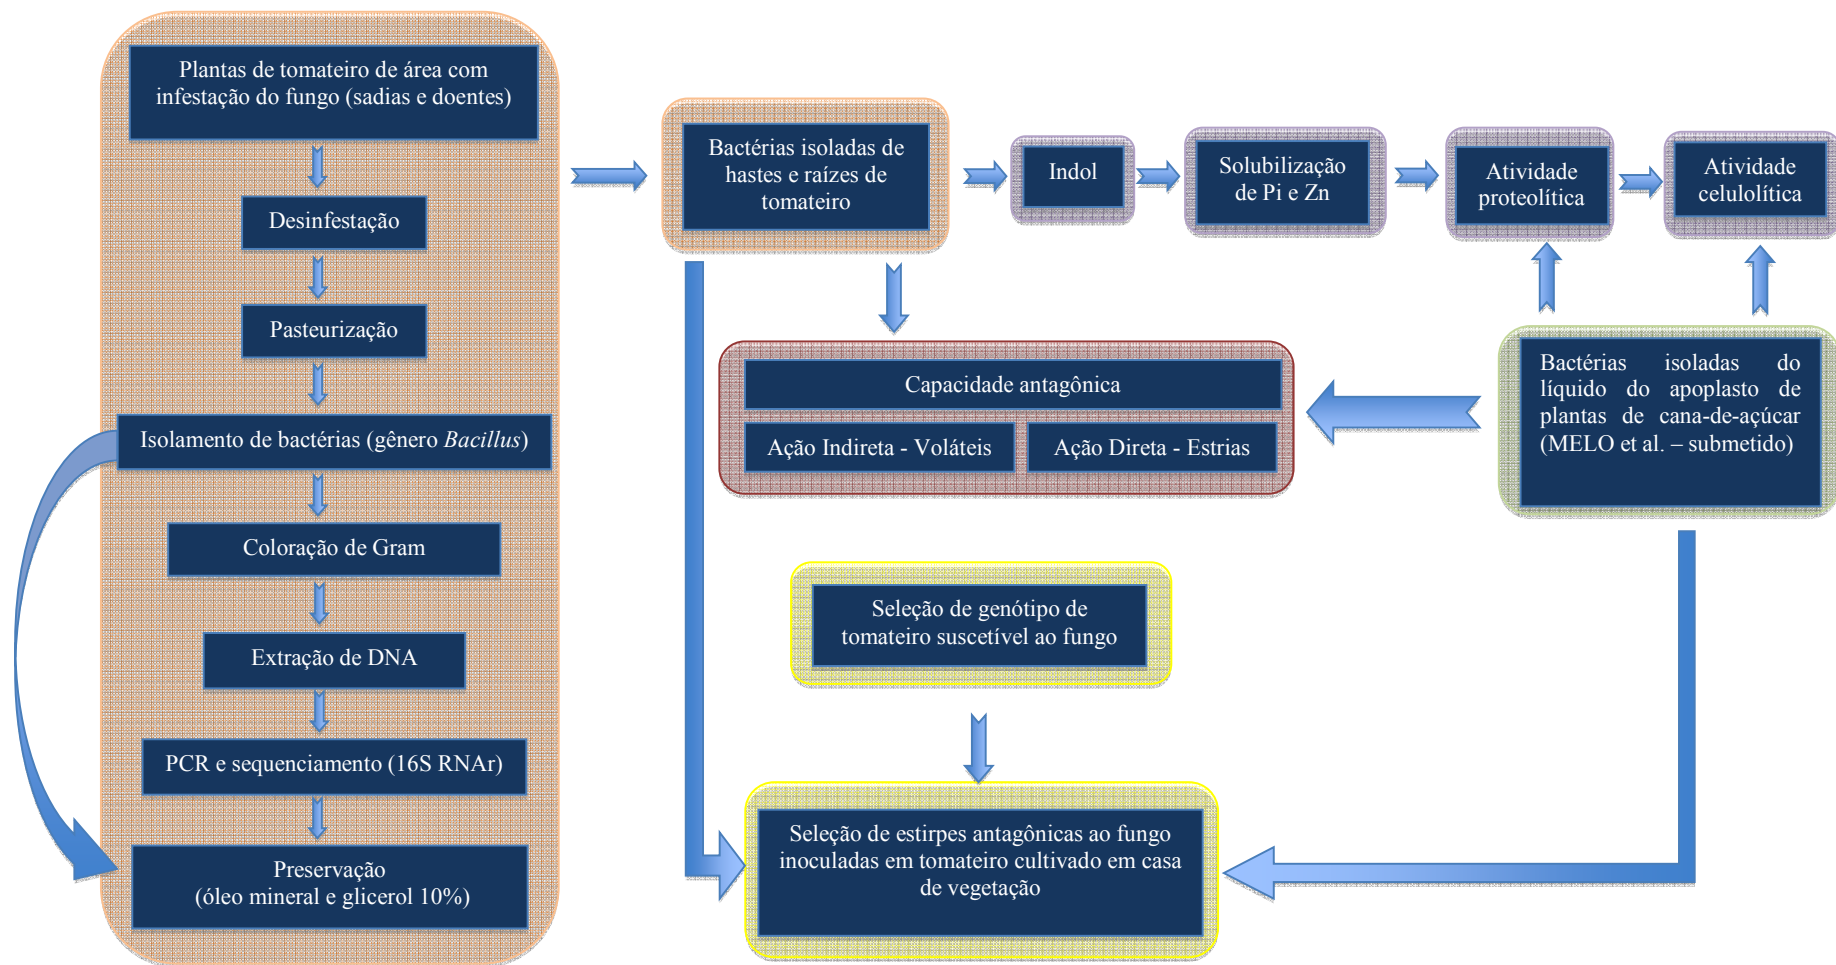 Plantas de tomateiro de área com
infestação do fungo (sadias e doentes)
Desinfestação
Pasteurização
Isolamento de bactérias (gênero Bacillus)
Coloração de Gram
Extração de DNA
PCR e sequenciamento (16S RNAr)
Preservação
(óleo mineral e glicerol 10%)
Bactérias isoladas de
hastes e raízes de
tomateiro
Indol
Solubilização
de Pi e Zn
Atividade
proteolítica
Atividade
celulolítica
Capacidade antagônica
Ação Indireta - Voláteis
Ação Direta - Estrias
Bactérias isoladas do
líquido do apoplasto de
plantas de cana-de-açúcar
(MELO et al. – submetido)
Seleção de genótipo de
tomateiro suscetível ao fungo
Seleção de estirpes antagônicas ao fungo
inoculadas em tomateiro cultivado em casa
de vegetação